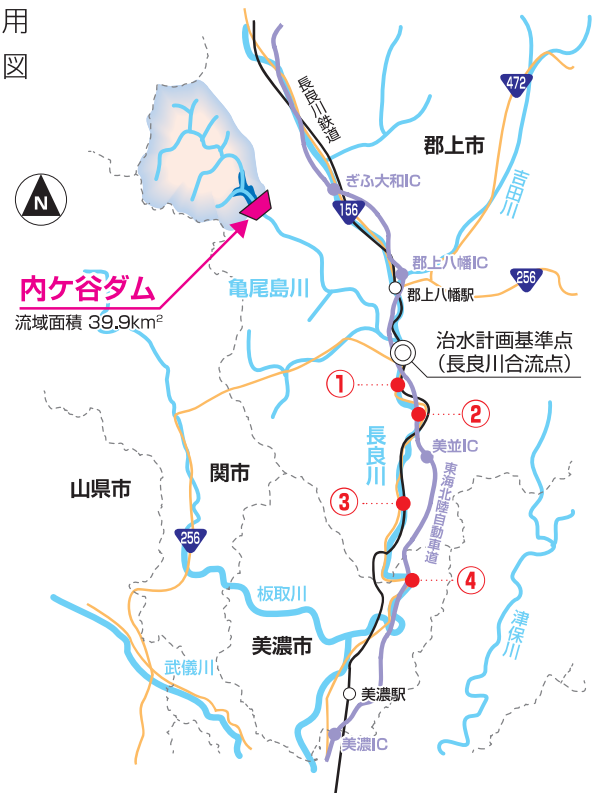 用
図
472
長良川鉄道
郡上市
吉田川
ぎふ大和IC
N
156
郡上八幡IC
256
内ケ谷ダム
亀尾島川
郡上八幡駅
流域面積 39.9km²
治水計画基準点
(長良川合流点)
①
②
長良川
美並IC
関市
山県市
東海北陸自動車道
③
256
④
板取川
津保川
美濃市
武儀川
美濃駅
美濃IC